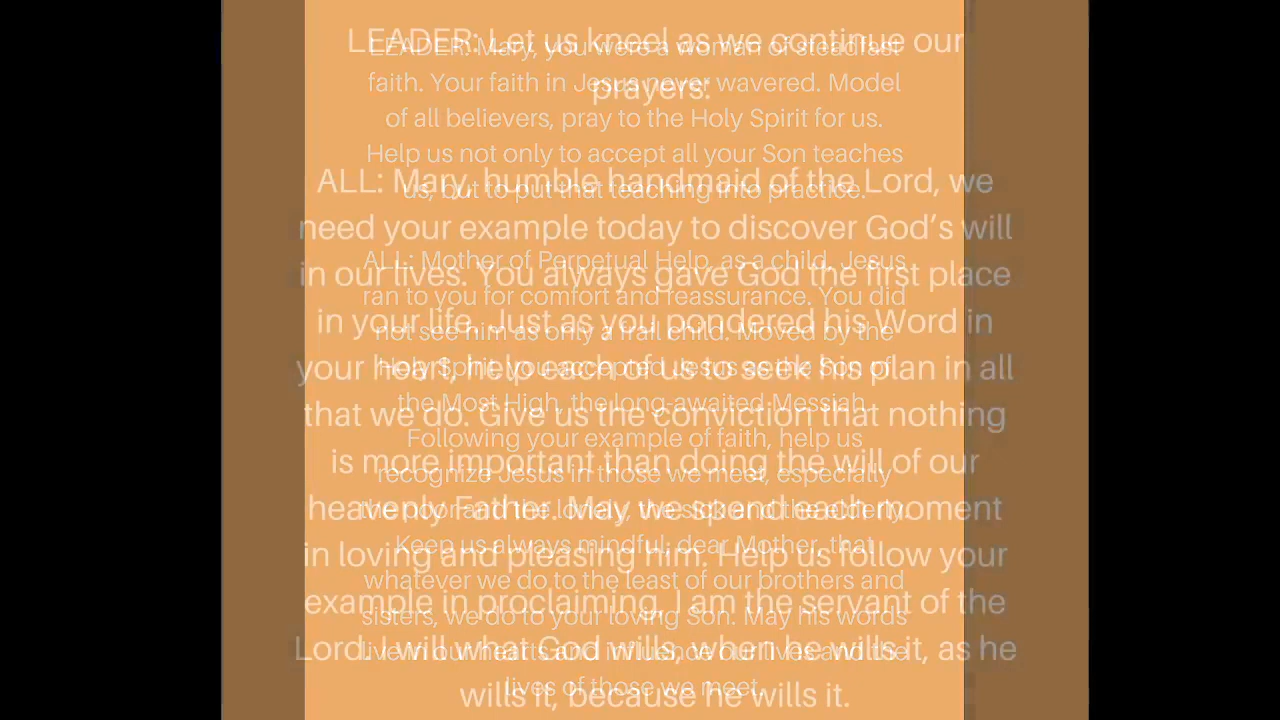 LEADER: Let us kneel as we continue our
prayers:
ALL: Mary, humble handmaid of the Lord, we
need your example today to discover God’s will
in our lives. You always gave God the first place
in your life. Just as you pondered his Word in
your heart, help each of us to seek his plan in all
that we do. Give us the conviction that nothing
is more important than doing the will of our
heavenly Father. May we spend each moment
in loving and pleasing him. Help us follow your
example in proclaiming, I am the servant of the
Lord. I will what God wills, when he wills it, as he
wills it, because he wills it.
LEADER: Mary, you were a woman of steadfast
faith. Your faith in Jesus never wavered. Model
of all believers, pray to the Holy Spirit for us.
Help us not only to accept all your Son teaches
us, but to put that teaching into practice.
ALL: Mother of Perpetual Help, as a child, Jesus
ran to you for comfort and reassurance. You did
not see him as only a frail child. Moved by the
Holy Spirit, you accepted Jesus as the Son of
the Most High, the long-awaited Messiah.
Following your example of faith, help us
recognize Jesus in those we meet, especially
the poor and the lonely, the sick and the elderly.
Keep us always mindful, dear Mother, that
whatever we do to the least of our brothers and
sisters, we do to your loving Son. May his words
live in our hearts and influence our lives and the
lives of those we meet.